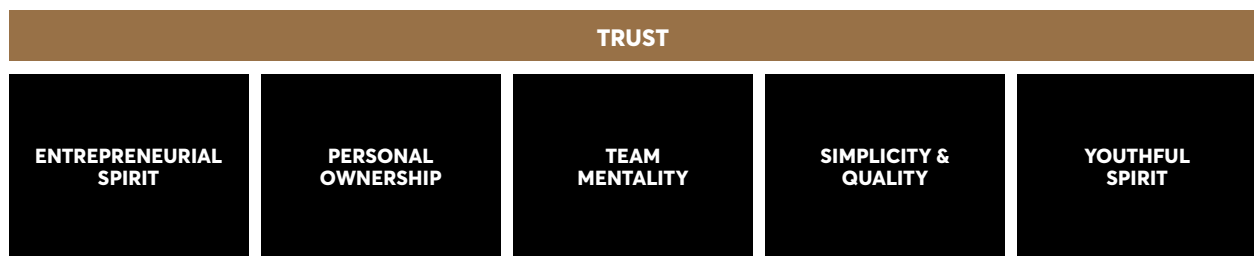 TRUST
ENTREPRENEURIAL
SPIRIT
PERSONAL
OWNERSHIP
TEAM
MENTALITY
SIMPLICITY &
QUALITY
YOUTHFUL
SPIRIT